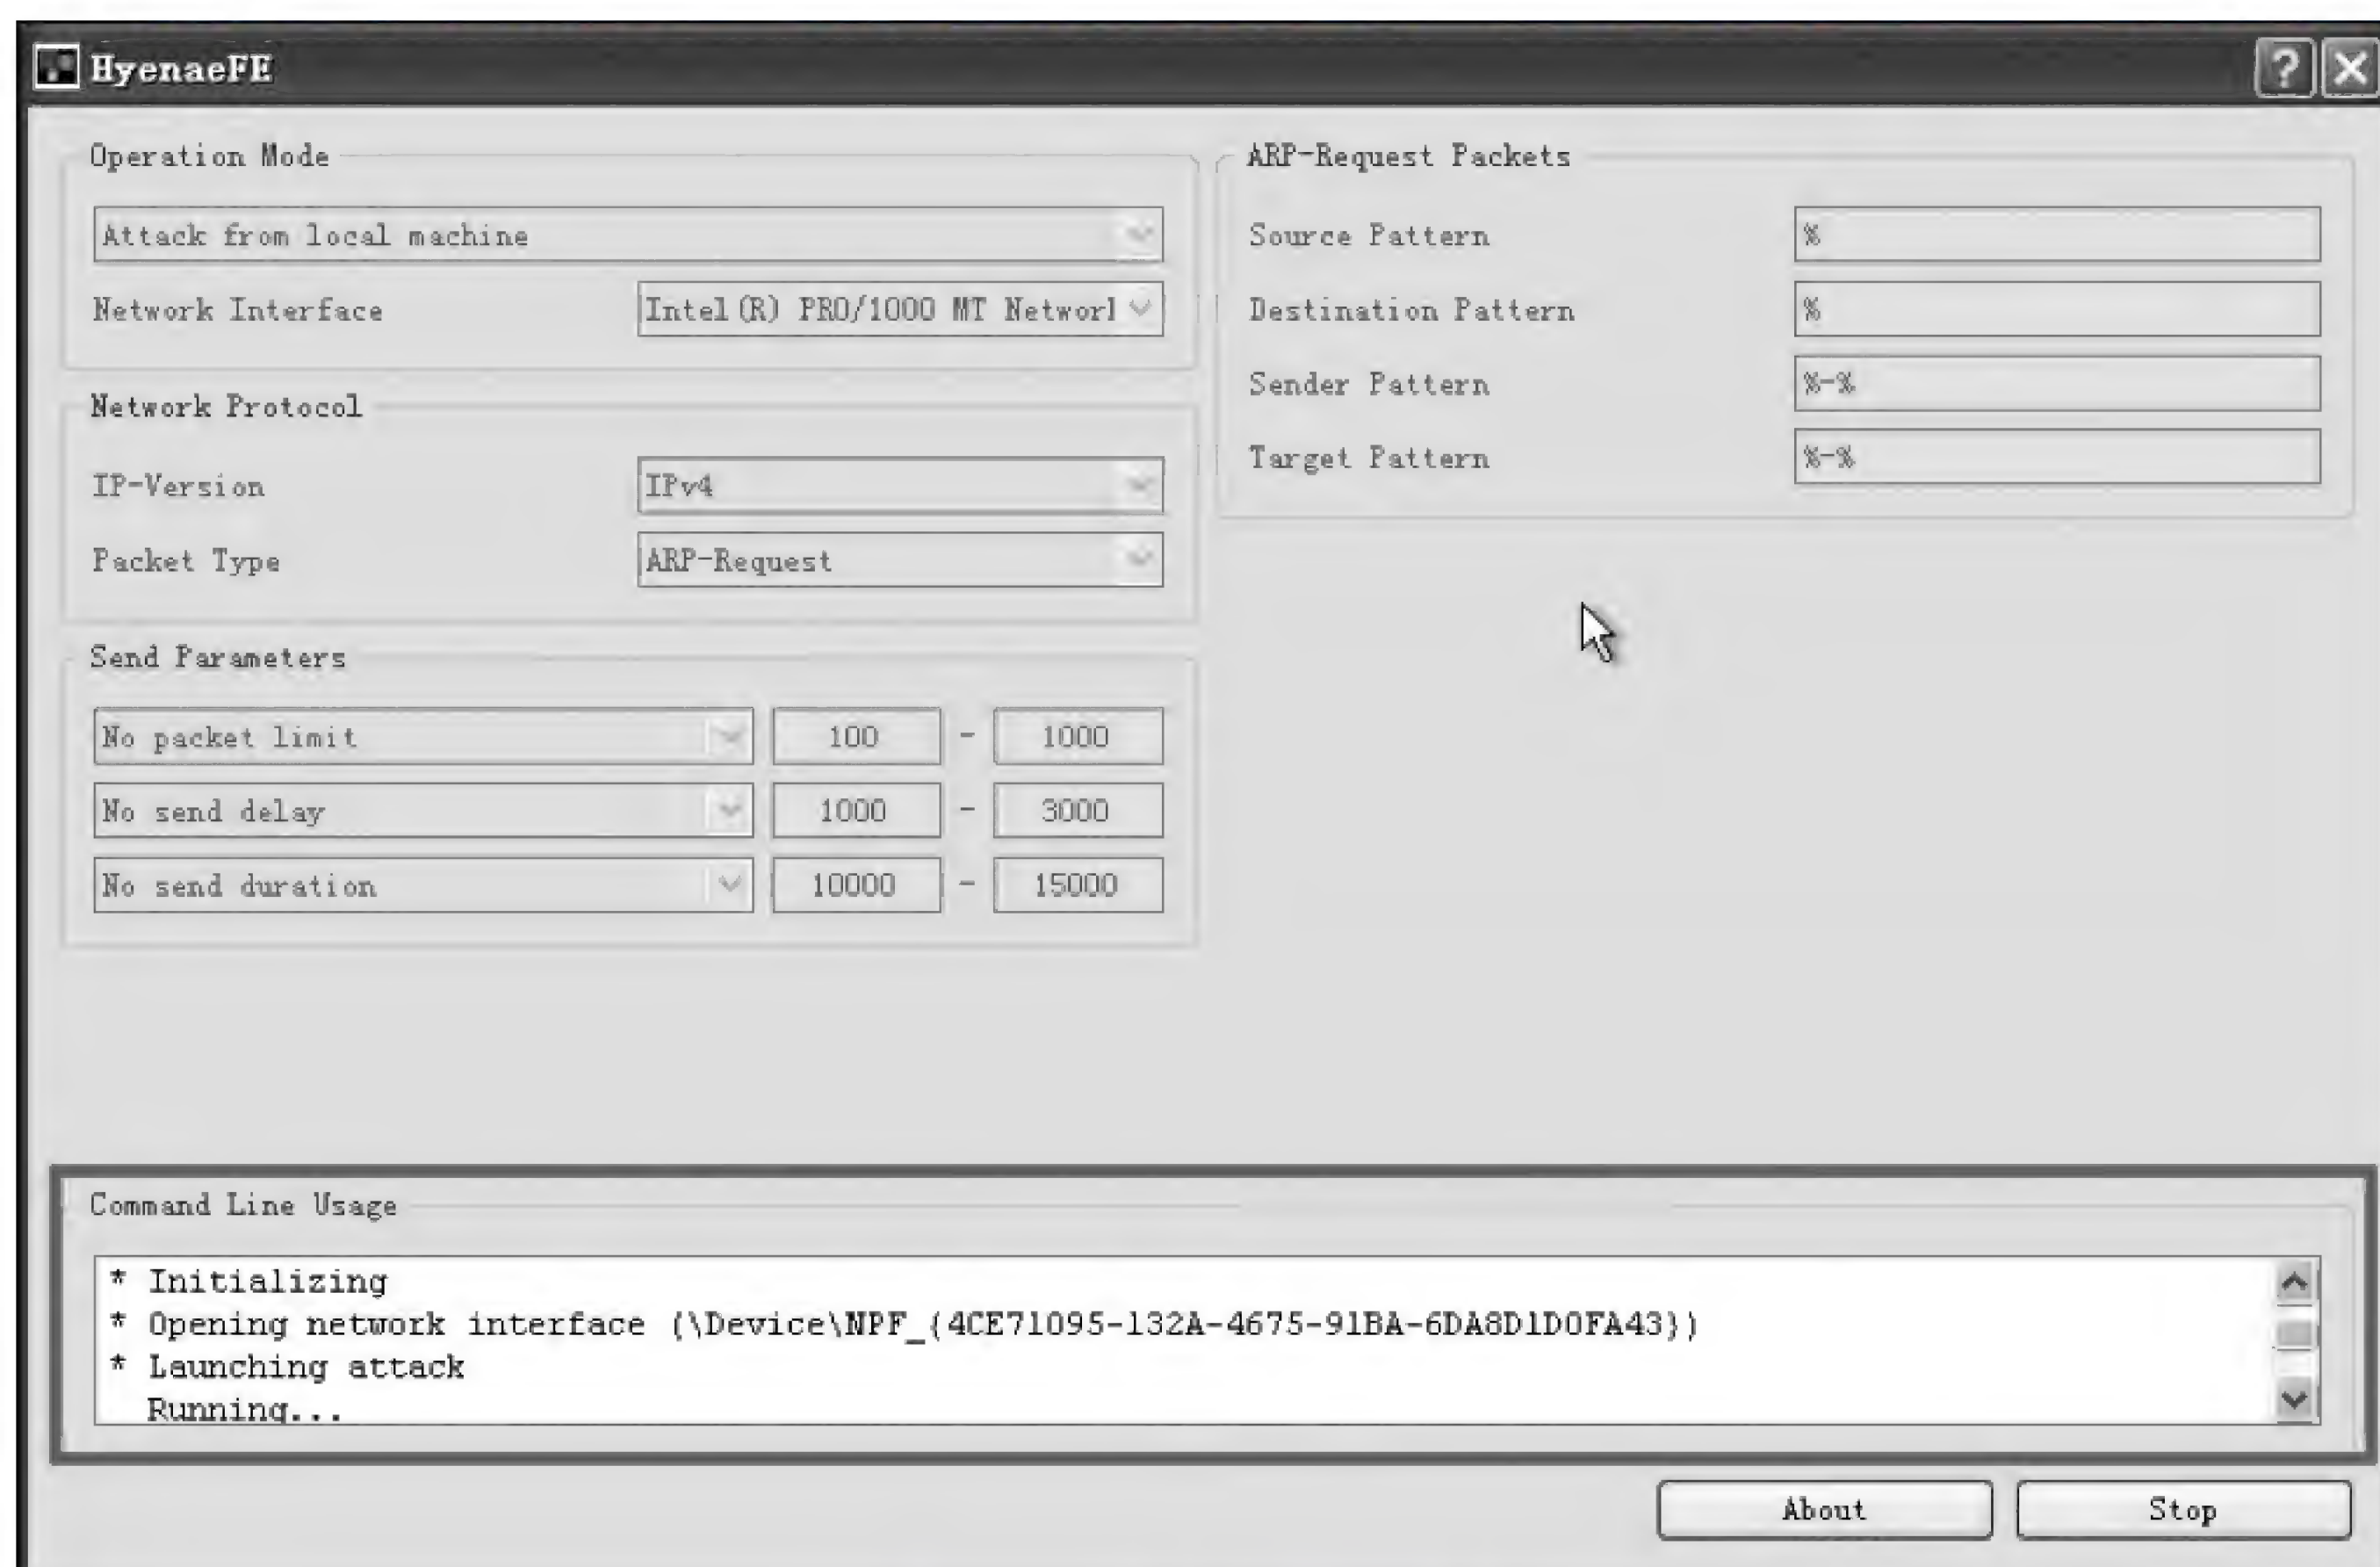 HyenaeFE
Operation Mode
Attack from local machine
Network Interface
Intel(R) PRO/1000 MT Networl
Network Protocol
IP-Version
IPv4
Packet Type
ARP-Request
Send Parameters
No packet limit 100 - 1000
No send delay 1000 - 3000
No send duration 10000 - 15000
ARP-Request Packets
Source Pattern %
Destination Pattern %
Sender Pattern %-%
Target Pattern %-%
Command Line Usage
* Initializing
* Opening network interface (\Device\NPF_{4CE71095-132A-4675-91BA-6DA8D1D0FA43})
* Launching attack
Running...
About
Stop